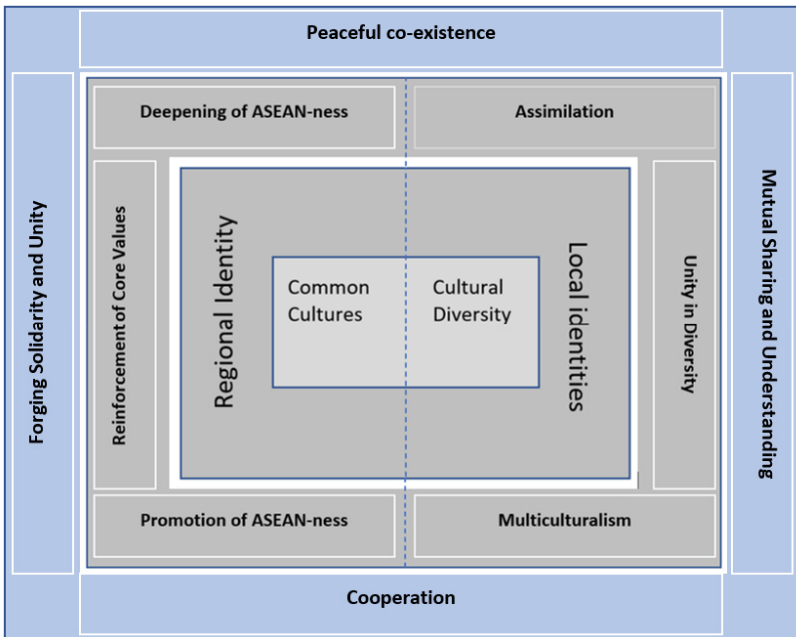 Peaceful co-existence
Deepening of ASEAN-ness
Assimilation
Forging Solidarity and Unity
Reinforcement of Core Values
Regional Identity
Common
Cultures
Cultural
Diversity
Local identities
Unity in Diversity
Mutual Sharing and Understanding
Promotion of ASEAN-ness
Multiculturalism
Cooperation